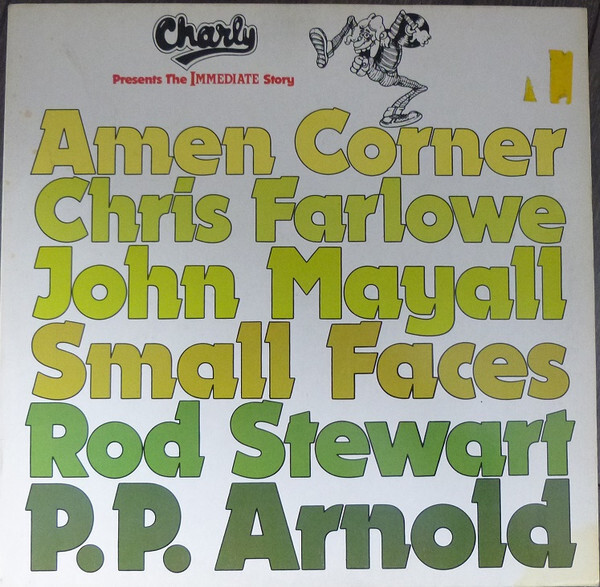 Charly
Presents The IMMEDIATE Story
Amen Corner
Chris Farlowe
John Mayall
Small Faces
Rod Stewart
P.P. Arnold